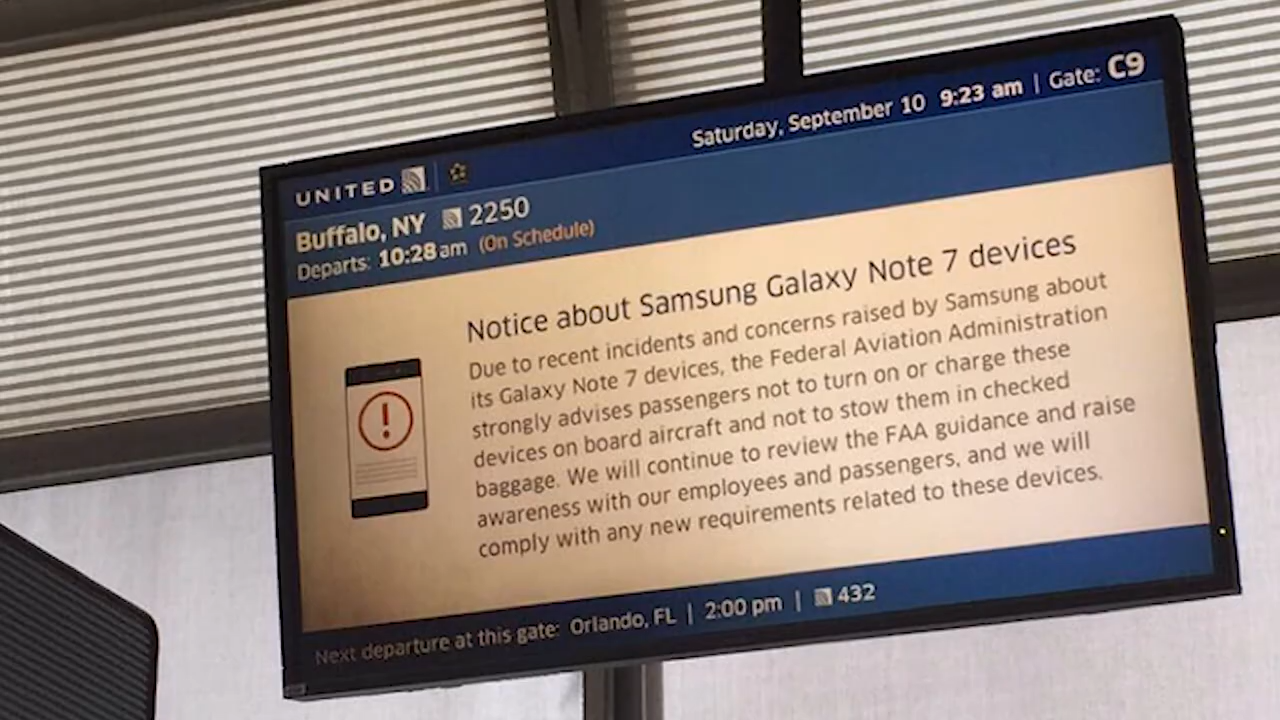 Saturday, September 10 9:23 am | Gate: C9
UNITED
Buffalo, NY 2250
Departs: 10:28 am (On Schedule)
Notice about Samsung Galaxy Note 7 devices
Due to recent incidents and concerns raised by Samsung about
its Galaxy Note 7 devices, the Federal Aviation Administration
strongly advises passengers not to turn on or charge these
devices on board aircraft and not to stow them in checked
baggage. We will continue to review the FAA guidance and raise
awareness with our employees and passengers, and we will
comply with any new requirements related to these devices.
!
Next departure at this gate: Orlando, FL | 2:00 pm | 432